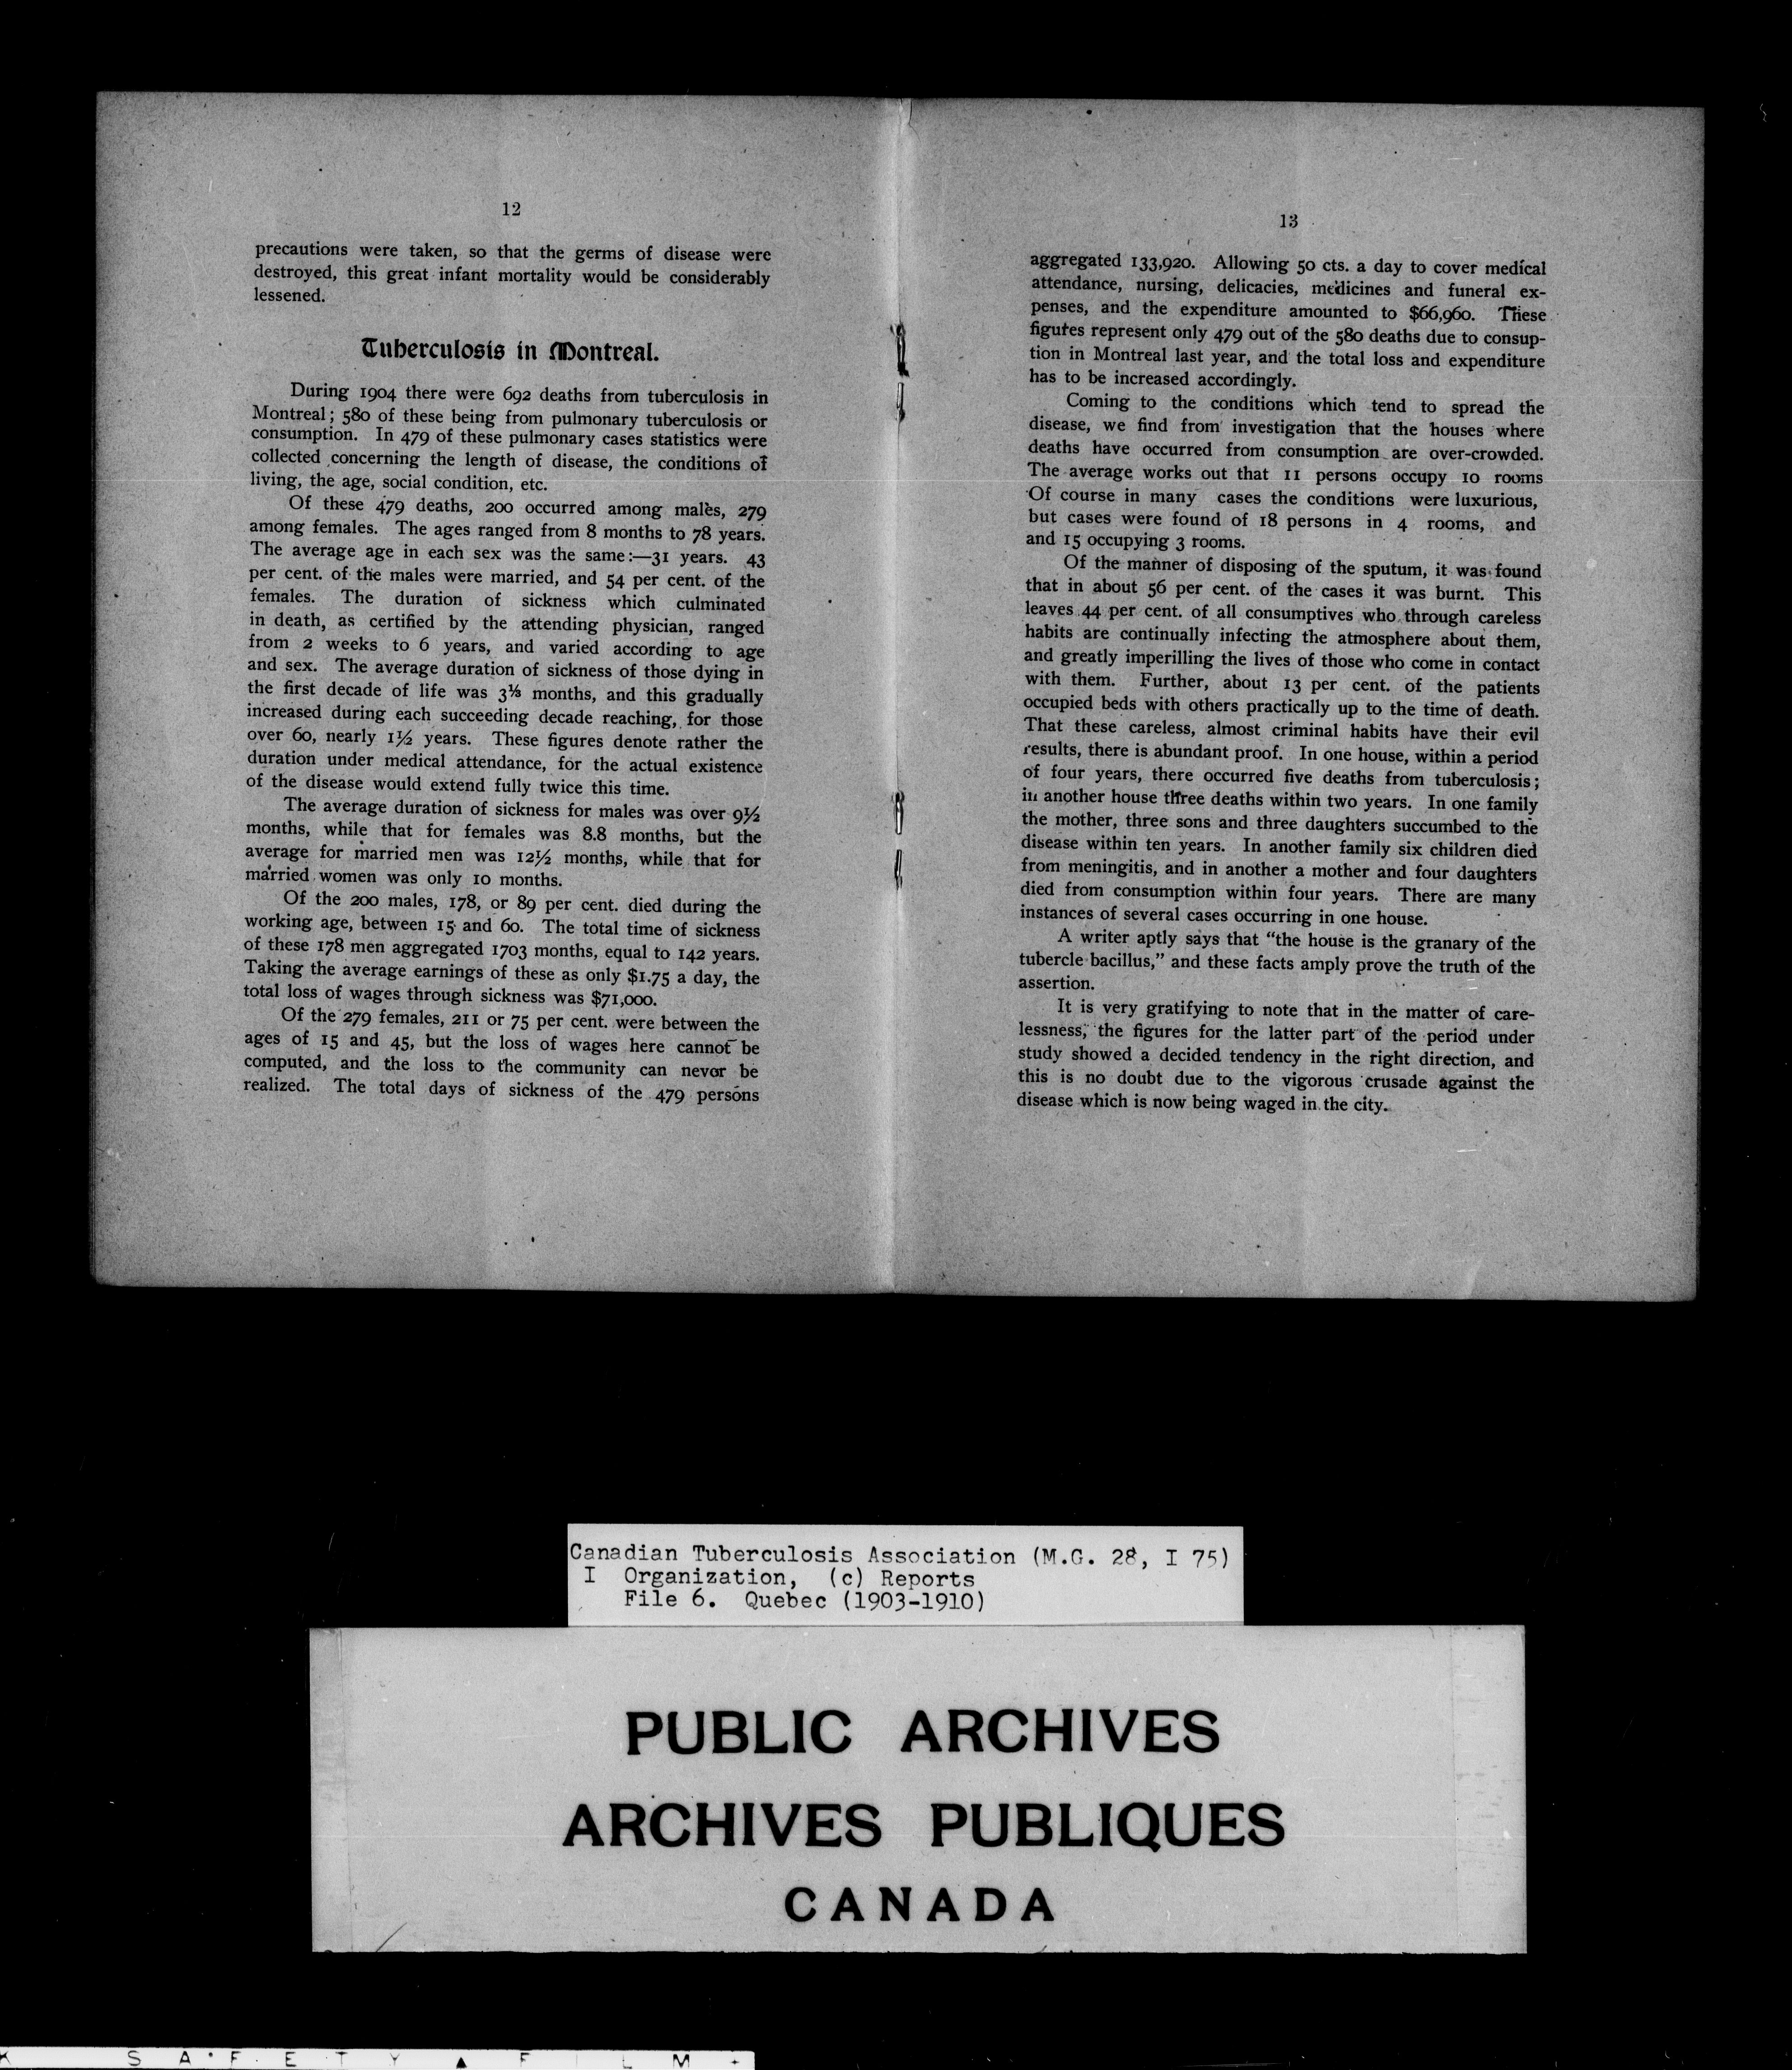 12
precautions were taken, so that the germs of disease were
destroyed, this great infant mortality would be considerably
lessened.
Tuberculosis in Montreal.
During 1904 there were 692 deaths from tuberculosis in
Montreal; 580 of these being from pulmonary tuberculosis or
consumption. In 479 of these pulmonary cases statistics were
collected concerning the length of disease, the conditions of
living, the age, social condition, etc.
Of these 479 deaths, 200 occurred among males, 279
among females. The ages ranged from 8 months to 78 years.
The average age in each sex was the same:—31 years. 43
per cent. of the males were married, and 54 per cent. of the
females. The duration of sickness which culminated
in death, as certified by the attending physician, ranged
from 2 weeks to 6 years, and varied according to age
and sex. The average duration of sickness of those dying in
the first decade of life was 3⅓ months, and this gradually
increased during each succeeding decade reaching, for those
over 60, nearly 1½ years. These figures denote rather the
duration under medical attendance, for the actual existence
of the disease would extend fully twice this time.
The average duration of sickness for males was over 9½
months, while that for females was 8.8 months, but the
average for married men was 12½ months, while that for
married women was only 10 months.
Of the 200 males, 178, or 89 per cent. died during the
working age, between 15 and 60. The total time of sickness
of these 178 men aggregated 1703 months, equal to 142 years.
Taking the average earnings of these as only $1.75 a day, the
total loss of wages through sickness was $71,000.
Of the 279 females, 211 or 75 per cent. were between the
ages of 15 and 45, but the loss of wages here cannot be
computed, and the loss to the community can nevor be
realized. The total days of sickness of the 479 persons
13
aggregated 133,920. Allowing 50 cts. a day to cover medical
attendance, nursing, delicacies, medicines and funeral ex-
penses, and the expenditure amounted to $66,960. These
figures represent only 479 out of the 580 deaths due to consup-
tion in Montreal last year, and the total loss and expenditure
has to be increased accordingly.
Coming to the conditions which tend to spread the
disease, we find from investigation that the houses where
deaths have occurred from consumption are over-crowded.
The average works out that 11 persons occupy 10 rooms
Of course in many cases the conditions were luxurious,
but cases were found of 18 persons in 4 rooms, and
and 15 occupying 3 rooms.
Of the manner of disposing of the sputum, it was found
that in about 56 per cent. of the cases it was burnt. This
leaves 44 per cent. of all consumptives who through careless
habits are continually infecting the atmosphere about them,
and greatly imperilling the lives of those who come in contact
with them. Further, about 13 per cent. of the patients
occupied beds with others practically up to the time of death.
That these careless, almost criminal habits have their evil
results, there is abundant proof. In one house, within a period
of four years, there occurred five deaths from tuberculosis;
in another house three deaths within two years. In one family
the mother, three sons and three daughters succumbed to the
disease within ten years. In another family six children died
from meningitis, and in another a mother and four daughters
died from consumption within four years. There are many
instances of several cases occurring in one house.
A writer aptly says that “the house is the granary of the
tubercle bacillus,” and these facts amply prove the truth of the
assertion.
It is very gratifying to note that in the matter of care-
lessness, the figures for the latter part of the period under
study showed a decided tendency in the right direction, and
this is no doubt due to the vigorous crusade against the
disease which is now being waged in the city.
Canadian Tuberculosis Association (M.G. 28, I 75)
I Organization, (c) Reports
File 6. Quebec (1903-1910)
PUBLIC ARCHIVES
ARCHIVES PUBLIQUES
CANADA
SAFETY ▲ FILM